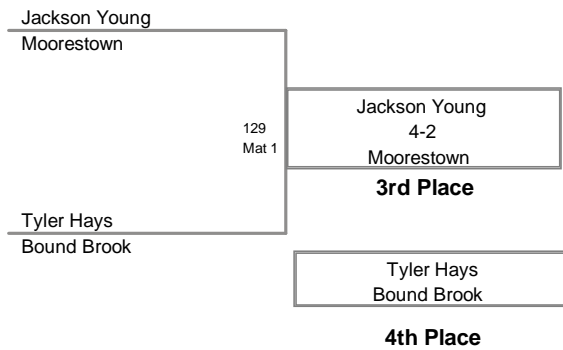 Jackson Young
Moorestown
129
Mat 1
Jackson Young
4-2
Moorestown
3rd Place
Tyler Hays
Bound Brook
Tyler Hays
Bound Brook
4th Place